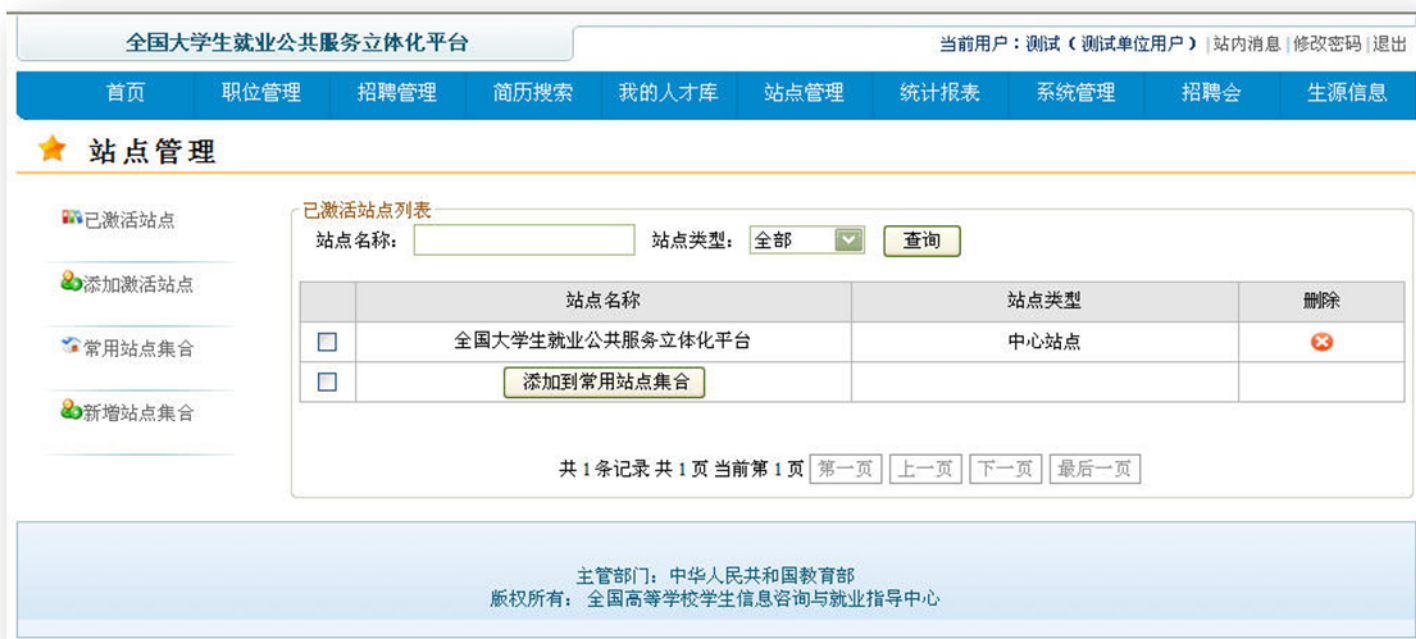 全国大学生就业公共服务立体化平台
当前用户：测试（测试单位用户）|站内消息|修改密码|退出
首页 职位管理 招聘管理 简历搜索 我的人才库 站点管理 统计报表 系统管理 招聘会 生源信息
站点管理
已激活站点
添加激活站点
常用站点集合
新增站点集合
已激活站点列表
站点名称： 站点类型： 全部 查询
站点名称 站点类型 删除
全国大学生就业公共服务立体化平台 中心站点
添加到常用站点集合
共 1 条记录 共 1 页 当前第 1 页 第一页 上一页 下一页 最后一页
主管部门：中华人民共和国教育部
版权所有： 全国高等学校学生信息咨询与就业指导中心